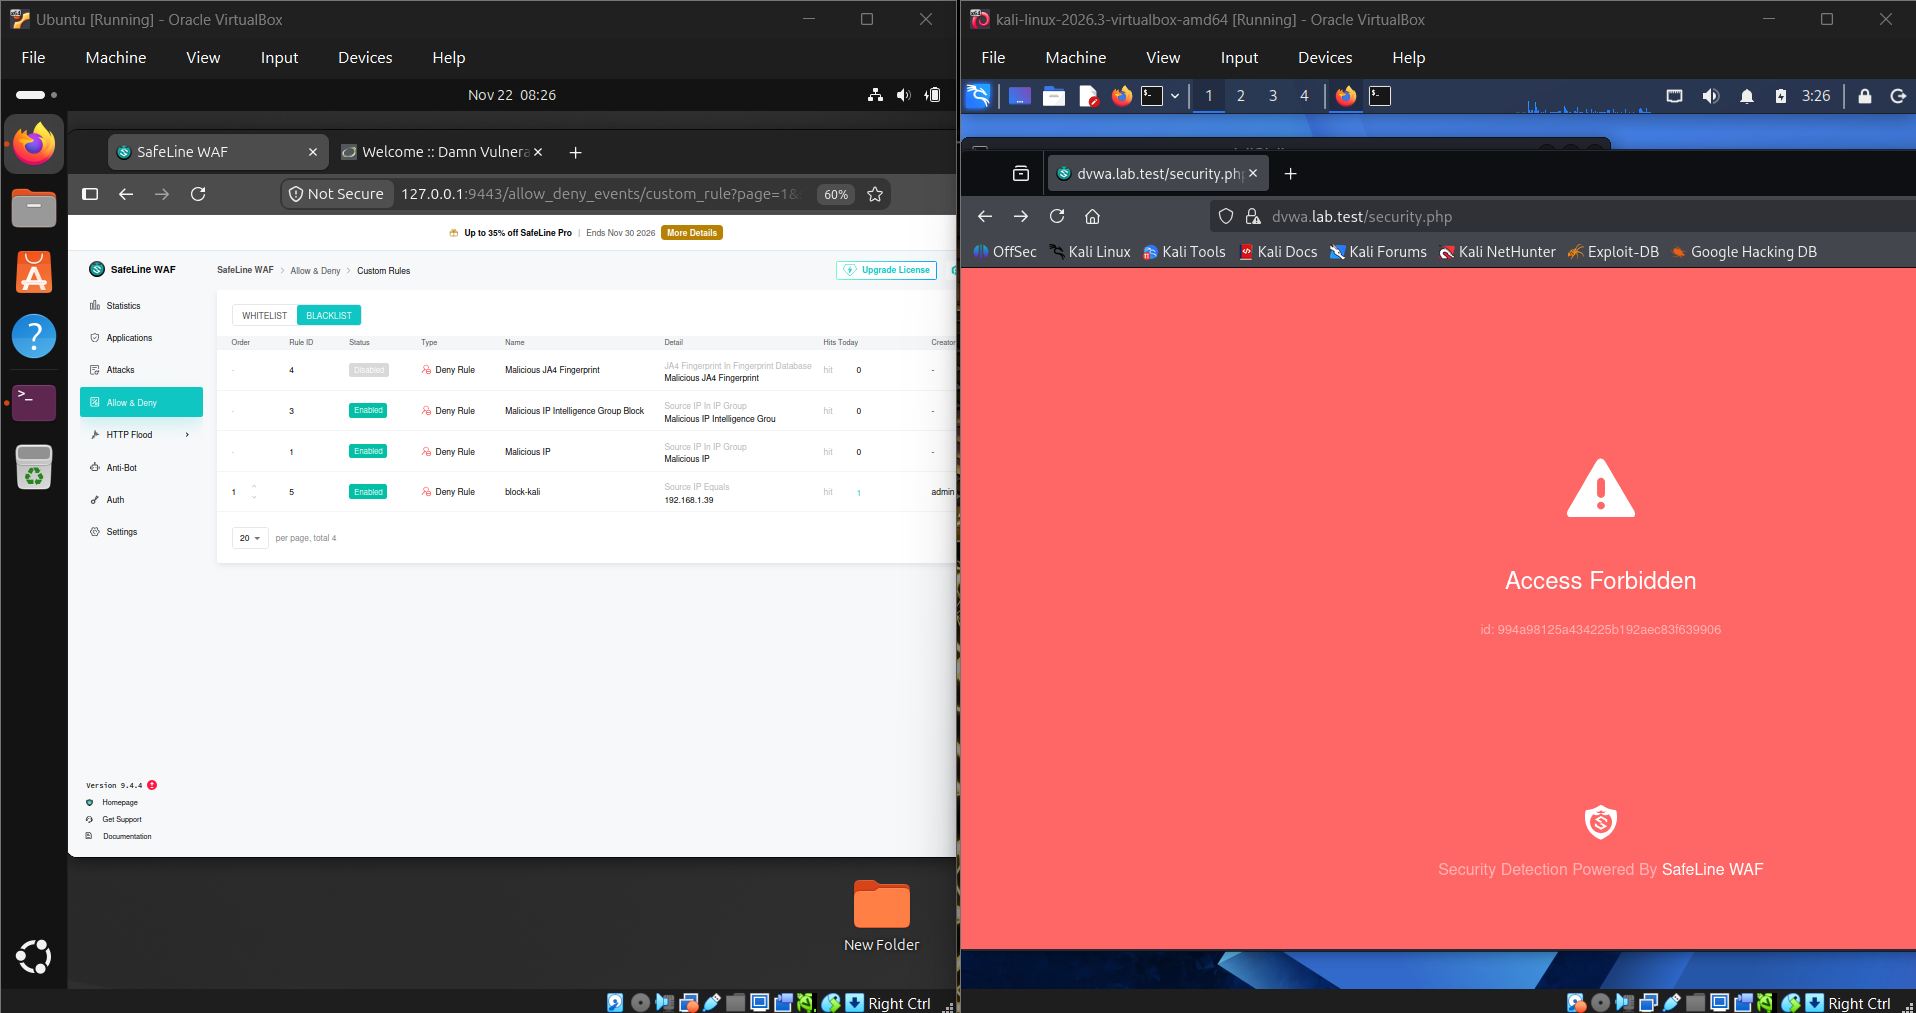 Ubuntu [Running] - Oracle VirtualBox
File Machine View Input Devices Help
Nov 22 08:26
SafeLine WAF
Welcome :: Damn Vulnera
Not Secure
127.0.0.1:9443/allow_deny_events/custom_rule?page=1&
60%
Up to 35% off SafeLine Pro | Ends Nov 30 2026 More Details
SafeLine WAF
SafeLine WAF > Allow & Deny > Custom Rules
Upgrade License
Statistics
Applications
Attacks
Allow & Deny
HTTP Flood
Anti-Bot
Auth
Settings
WHITELIST BLACKLIST
Order Rule ID Status Type Name Detail Hits Today Creator
- 4 Disabled Deny Rule Malicious JA4 Fingerprint JA4 Fingerprint In Fingerprint Database hit 0 -
Malicious JA4 Fingerprint
- 3 Enabled Deny Rule Malicious IP Intelligence Group Block Source IP In IP Group hit 0 -
Malicious IP Intelligence Grou
- 1 Enabled Deny Rule Malicious IP Source IP In IP Group hit 0 -
Malicious IP
1 5 Enabled Deny Rule block-kali Source IP Equals hit 1 admin
192.168.1.39
20 per page, total 4
Version 9.4.4
Homepage
Get Support
Documentation
New Folder
Right Ctrl
kali-linux-2026.3-virtualbox-amd64 [Running] - Oracle VirtualBox
File Machine View Input Devices Help
1 2 3 4
3:26
dvwa.lab.test/security.ph
dvwa.lab.test/security.php
OffSec Kali Linux Kali Tools Kali Docs Kali Forums Kali NetHunter Exploit-DB Google Hacking DB
Access Forbidden
id: 994a98125a434225b192aec83f639906
Security Detection Powered By SafeLine WAF
Right Ctrl